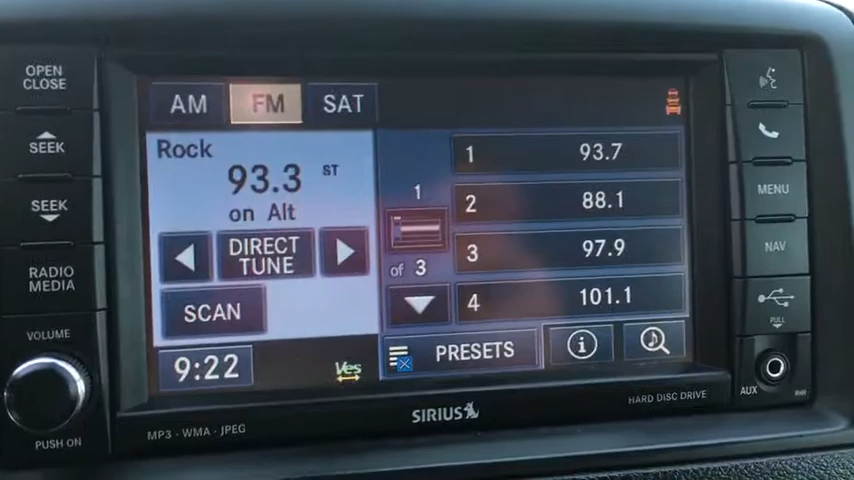 OPEN
CLOSE
SEEK
SEEK
RADIO
MEDIA
VOLUME
PUSH ON
AM
FM
SAT
Rock
93.3 ST
on Alt
DIRECT
TUNE
SCAN
9:22
Yes
1
of 3
1 93.7
2 88.1
3 97.9
4 101.1
PRESETS
i
MP3 • WMA • JPEG
SIRIUS
HARD DISC DRIVE
MENU
NAV
PULL
AUX
RHR